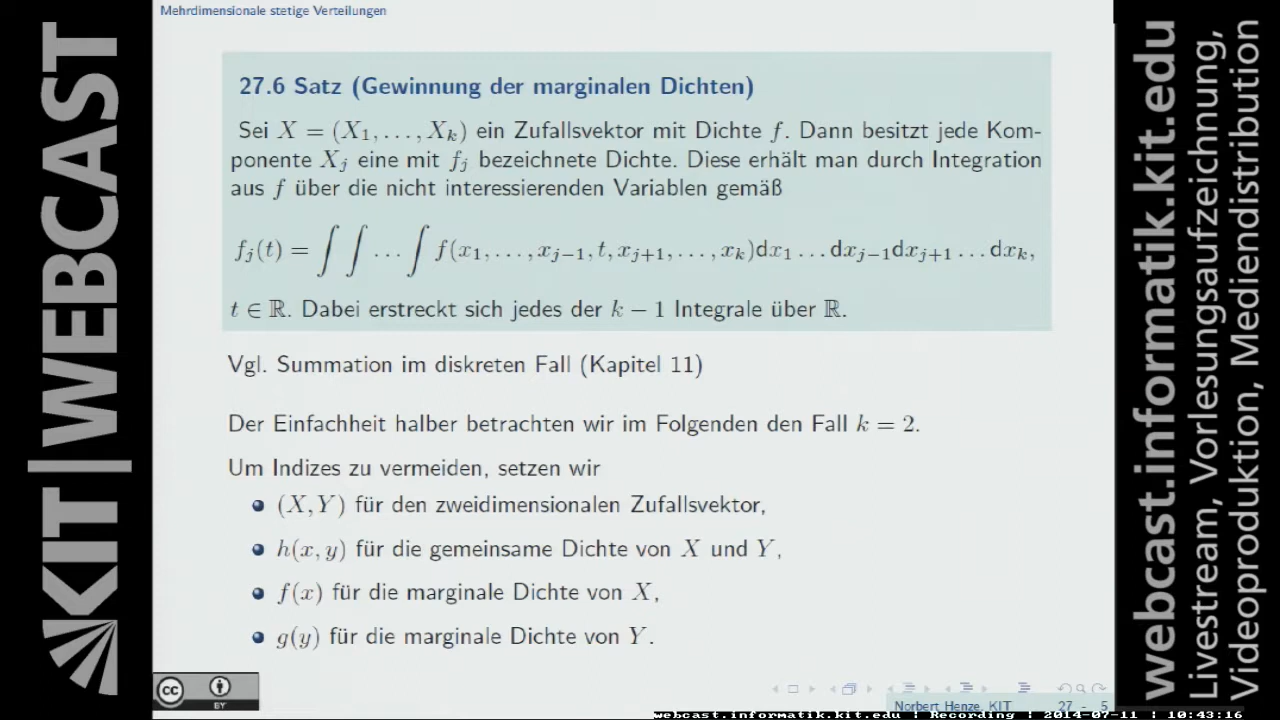 Mehrdimensionale stetige Verteilungen
27.6 Satz (Gewinnung der marginalen Dichten)
Sei X = (X₁, . . . , Xₖ) ein Zufallsvektor mit Dichte f. Dann besitzt jede Kom-
ponente Xⱼ eine mit fⱼ bezeichnete Dichte. Diese erhält man durch Integration
aus f über die nicht interessierenden Variablen gemäß
fⱼ(t) = ∫ ∫ . . . ∫ f(x₁, . . . , xⱼ₋₁, t, xⱼ₊₁, . . . , xₖ)dx₁ . . . dxⱼ₋₁dxⱼ₊₁ . . . dxₖ,
t ∈ ℝ. Dabei erstreckt sich jedes der k − 1 Integrale über ℝ.
Vgl. Summation im diskreten Fall (Kapitel 11)
Der Einfachheit halber betrachten wir im Folgenden den Fall k = 2.
Um Indizes zu vermeiden, setzen wir
(X, Y) für den zweidimensionalen Zufallsvektor,
h(x, y) für die gemeinsame Dichte von X und Y,
f(x) für die marginale Dichte von X,
g(y) für die marginale Dichte von Y.
Norbert Henze, KIT 27 - 5
webcast.informatik.kit.edu | Recording | 2014-07-11 | 10:43:16
cc BY
KIT | WEBCAST
webcast.informatik.kit.edu
Livestream, Vorlesungsaufzeichnung,
Videoproduktion, Mediendistribution